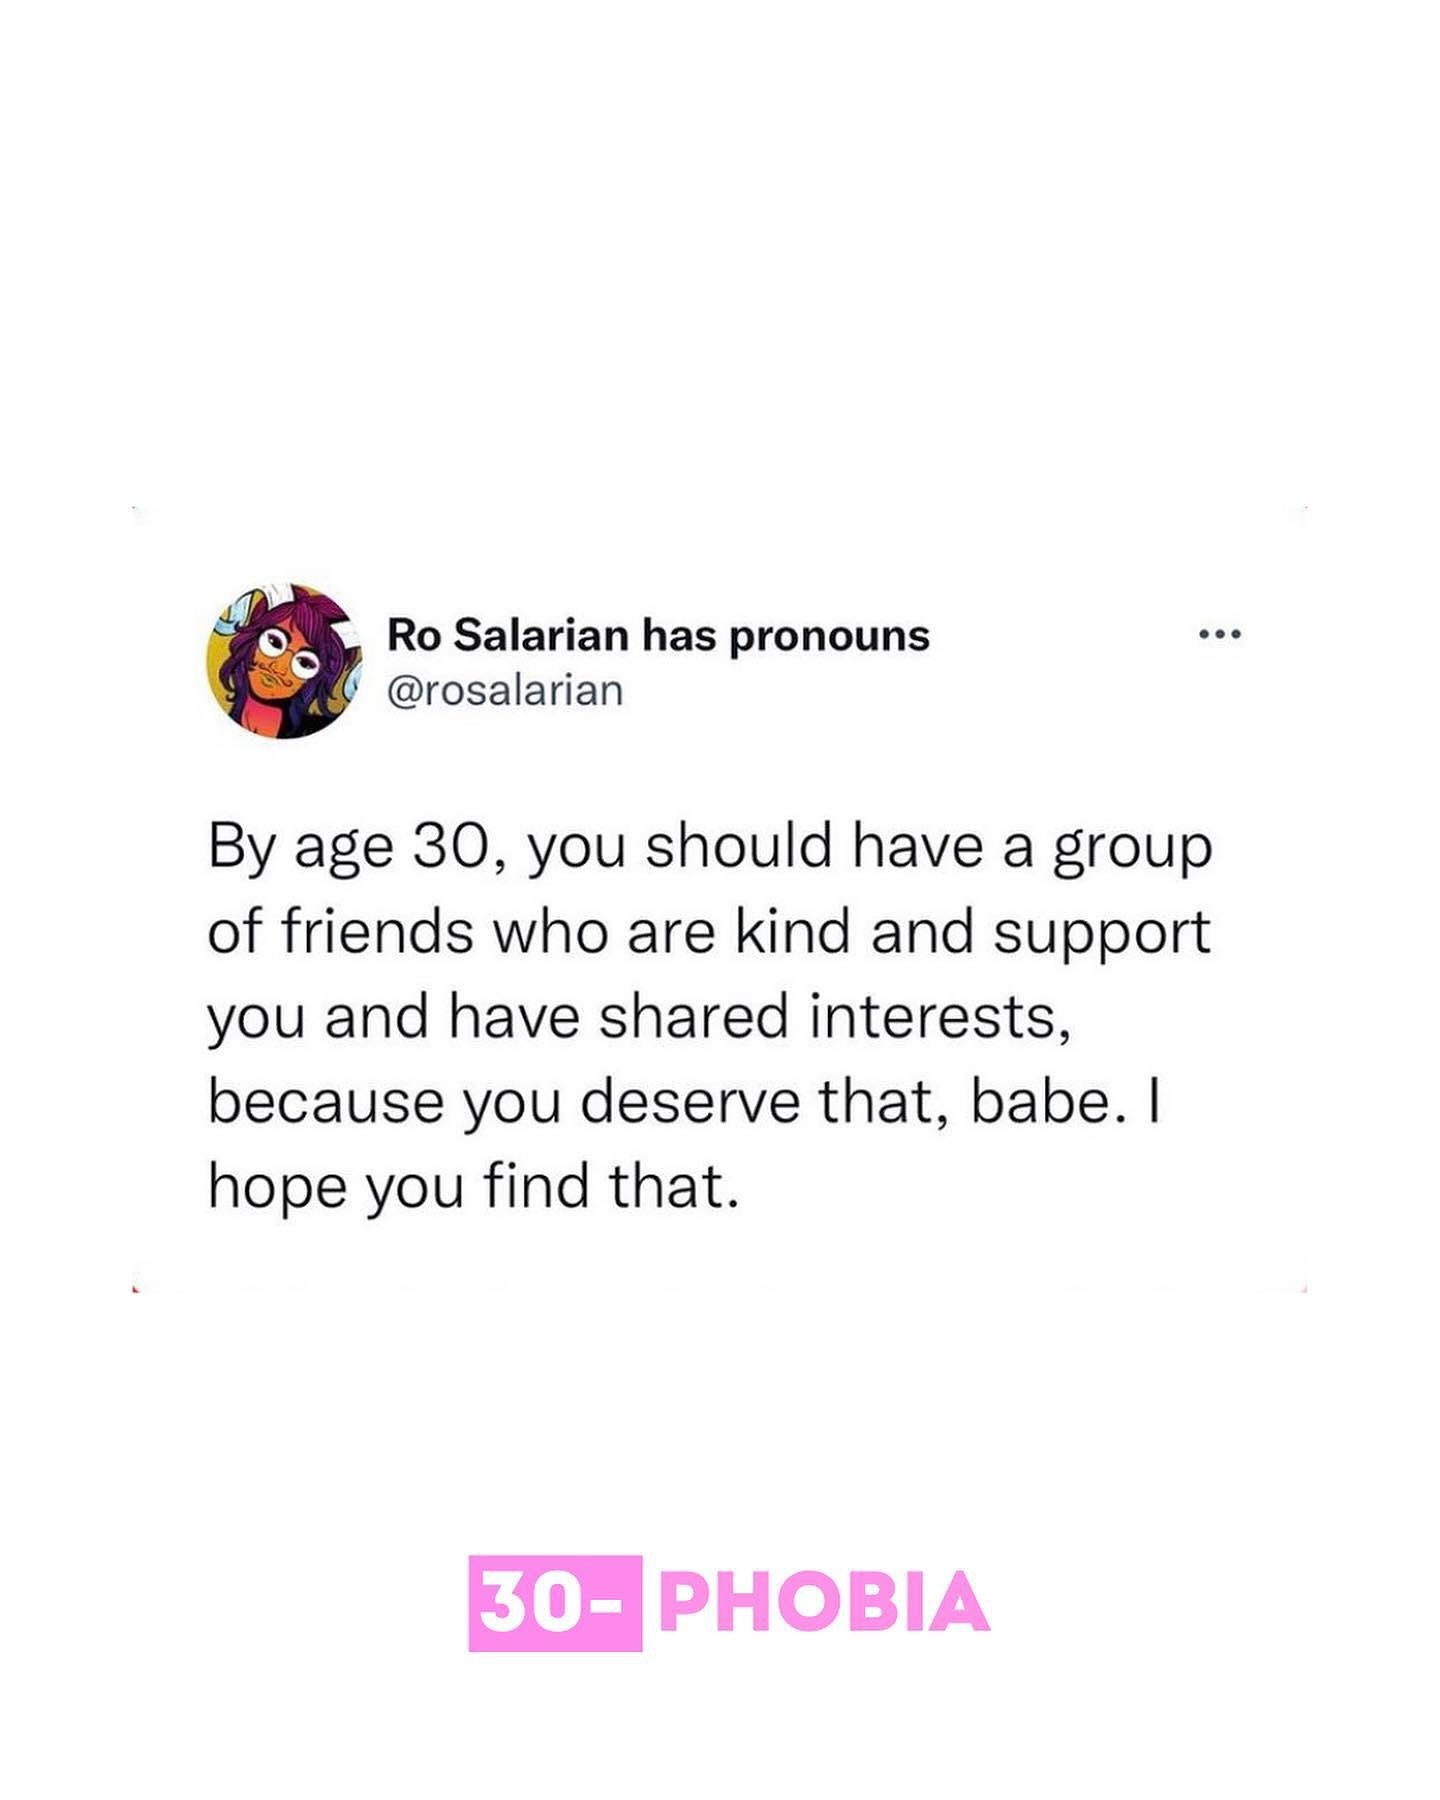 Ro Salarian has pronouns
@rosalarian
By age 30, you should have a group
of friends who are kind and support
you and have shared interests,
because you deserve that, babe. I
hope you find that.
30- PHOBIA